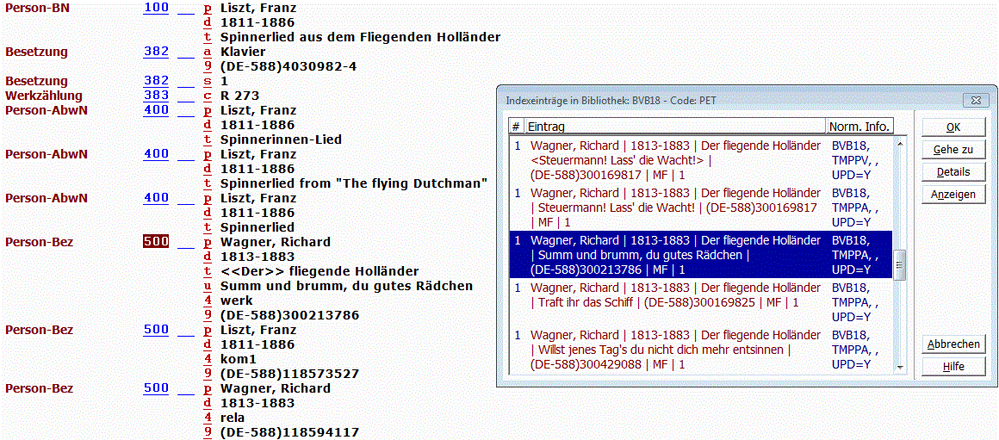 Person-BN 100 __ p Liszt, Franz
d 1811-1886
t Spinnerlied aus dem Fliegenden Holländer
Besetzung 382 __ a Klavier
9 (DE-588)4030982-4
Besetzung 382 __ s 1
Werkzählung 383 __ c R 273
Person-AbwN 400 __ p Liszt, Franz
d 1811-1886
t Spinnerinnen-Lied
Person-AbwN 400 __ p Liszt, Franz
d 1811-1886
t Spinnerlied from "The flying Dutchman"
Person-AbwN 400 __ p Liszt, Franz
d 1811-1886
t Spinnerlied
Person-Bez 500 __ p Wagner, Richard
d 1813-1883
t <<Der>> fliegende Holländer
u Summ und brumm, du gutes Rädchen
4 werk
9 (DE-588)300213786
Person-Bez 500 __ p Liszt, Franz
d 1811-1886
4 kom1
9 (DE-588)118573527
Person-Bez 500 __ p Wagner, Richard
d 1813-1883
4 rela
9 (DE-588)118594117
Indexeinträge in Bibliothek: BVB18 - Code: PET
# Eintrag Norm. Info.
1 Wagner, Richard | 1813-1883 | Der fliegende Holländer BVB18,
<Steuermann! Lass' die Wacht!> | TMPPV, ,
(DE-588)300169817 | MF | 1 UPD=Y
1 Wagner, Richard | 1813-1883 | Der fliegende Holländer BVB18,
| Steuermann! Lass' die Wacht! | (DE-588)300169817 TMPPA, ,
| MF | 1 UPD=Y
1 Wagner, Richard | 1813-1883 | Der fliegende Holländer BVB18,
| Summ und brumm, du gutes Rädchen | TMPPA, ,
(DE-588)300213786 | MF | 1 UPD=Y
1 Wagner, Richard | 1813-1883 | Der fliegende Holländer BVB18,
| Traft ihr das Schiff | (DE-588)300169825 | MF | 1 TMPPA, ,
UPD=Y
1 Wagner, Richard | 1813-1883 | Der fliegende Holländer BVB18,
| Willst jenes Tag's du nicht dich mehr entsinnen | TMPPA, ,
(DE-588)300429088 | MF | 1 UPD=Y
OK
Gehe zu
Details
Anzeigen
Abbrechen
Hilfe